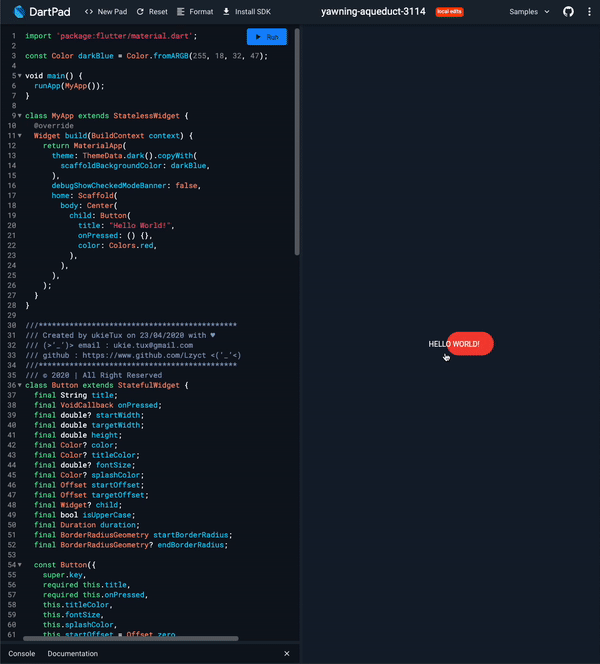 DartPad
<> New Pad
Reset
Format
Install SDK
yawning-aqueduct-3114
local edits
Samples
Run
1 import 'package:flutter/material.dart';
2
3 const Color darkBlue = Color.fromARGB(255, 18, 32, 47);
4
5 void main() {
6   runApp(MyApp());
7 }
8
9 class MyApp extends StatelessWidget {
10   @override
11   Widget build(BuildContext context) {
12     return MaterialApp(
13       theme: ThemeData.dark().copyWith(
14         scaffoldBackgroundColor: darkBlue,
15       ),
16       debugShowCheckedModeBanner: false,
17       home: Scaffold(
18         body: Center(
19           child: Button(
20             title: "Hello World!",
21             onPressed: () {},
22             color: Colors.red,
23           ),
24         ),
25       ),
26     );
27   }
28 }
29
30 ///*********************************************
31 /// Created by ukieTux on 23/04/2020 with ♥
32 /// (>'_')> email : ukie.tux@gmail.com
33 /// github : https://www.github.com/Lzyct <('_'<)
34 ///*********************************************
35 /// © 2020 | All Right Reserved
36 class Button extends StatefulWidget {
37   final String title;
38   final VoidCallback onPressed;
39   final double? startWidth;
40   final double? targetWidth;
41   final double height;
42   final Color? color;
43   final Color? titleColor;
44   final double? fontSize;
45   final Color? splashColor;
46   final Offset startOffset;
47   final Offset targetOffset;
48   final Widget? child;
49   final bool isUpperCase;
50   final Duration duration;
51   final BorderRadiusGeometry startBorderRadius;
52   final BorderRadiusGeometry? endBorderRadius;
53
54   const Button({
55     super.key,
56     required this.title,
57     required this.onPressed,
58     this.titleColor,
59     this.fontSize,
60     this.splashColor,
61     this.startOffset = Offset.zero,
HELLO WORLD!
Console
Documentation